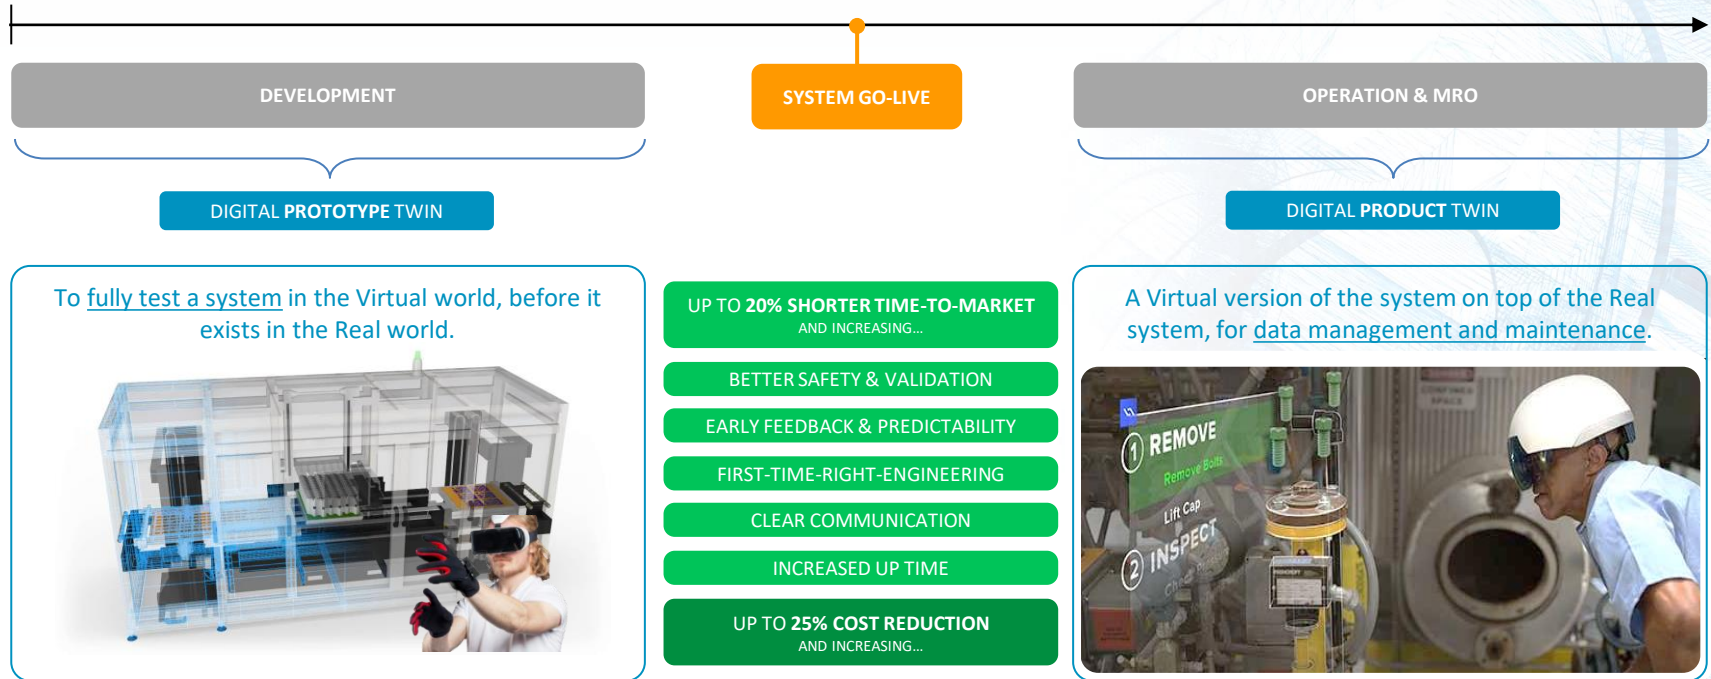 DEVELOPMENT
SYSTEM GO-LIVE
OPERATION & MRO
DIGITAL PROTOTYPE TWIN
DIGITAL PRODUCT TWIN
To fully test a system in the Virtual world, before it
exists in the Real world.
UP TO 20% SHORTER TIME-TO-MARKET
AND INCREASING...
BETTER SAFETY & VALIDATION
EARLY FEEDBACK & PREDICTABILITY
FIRST-TIME-RIGHT-ENGINEERING
CLEAR COMMUNICATION
INCREASED UP TIME
UP TO 25% COST REDUCTION
AND INCREASING...
A Virtual version of the system on top of the Real
system, for data management and maintenance.
1 REMOVE
Remove Bolts
Lift Cap
2 INSPECT
SPACE